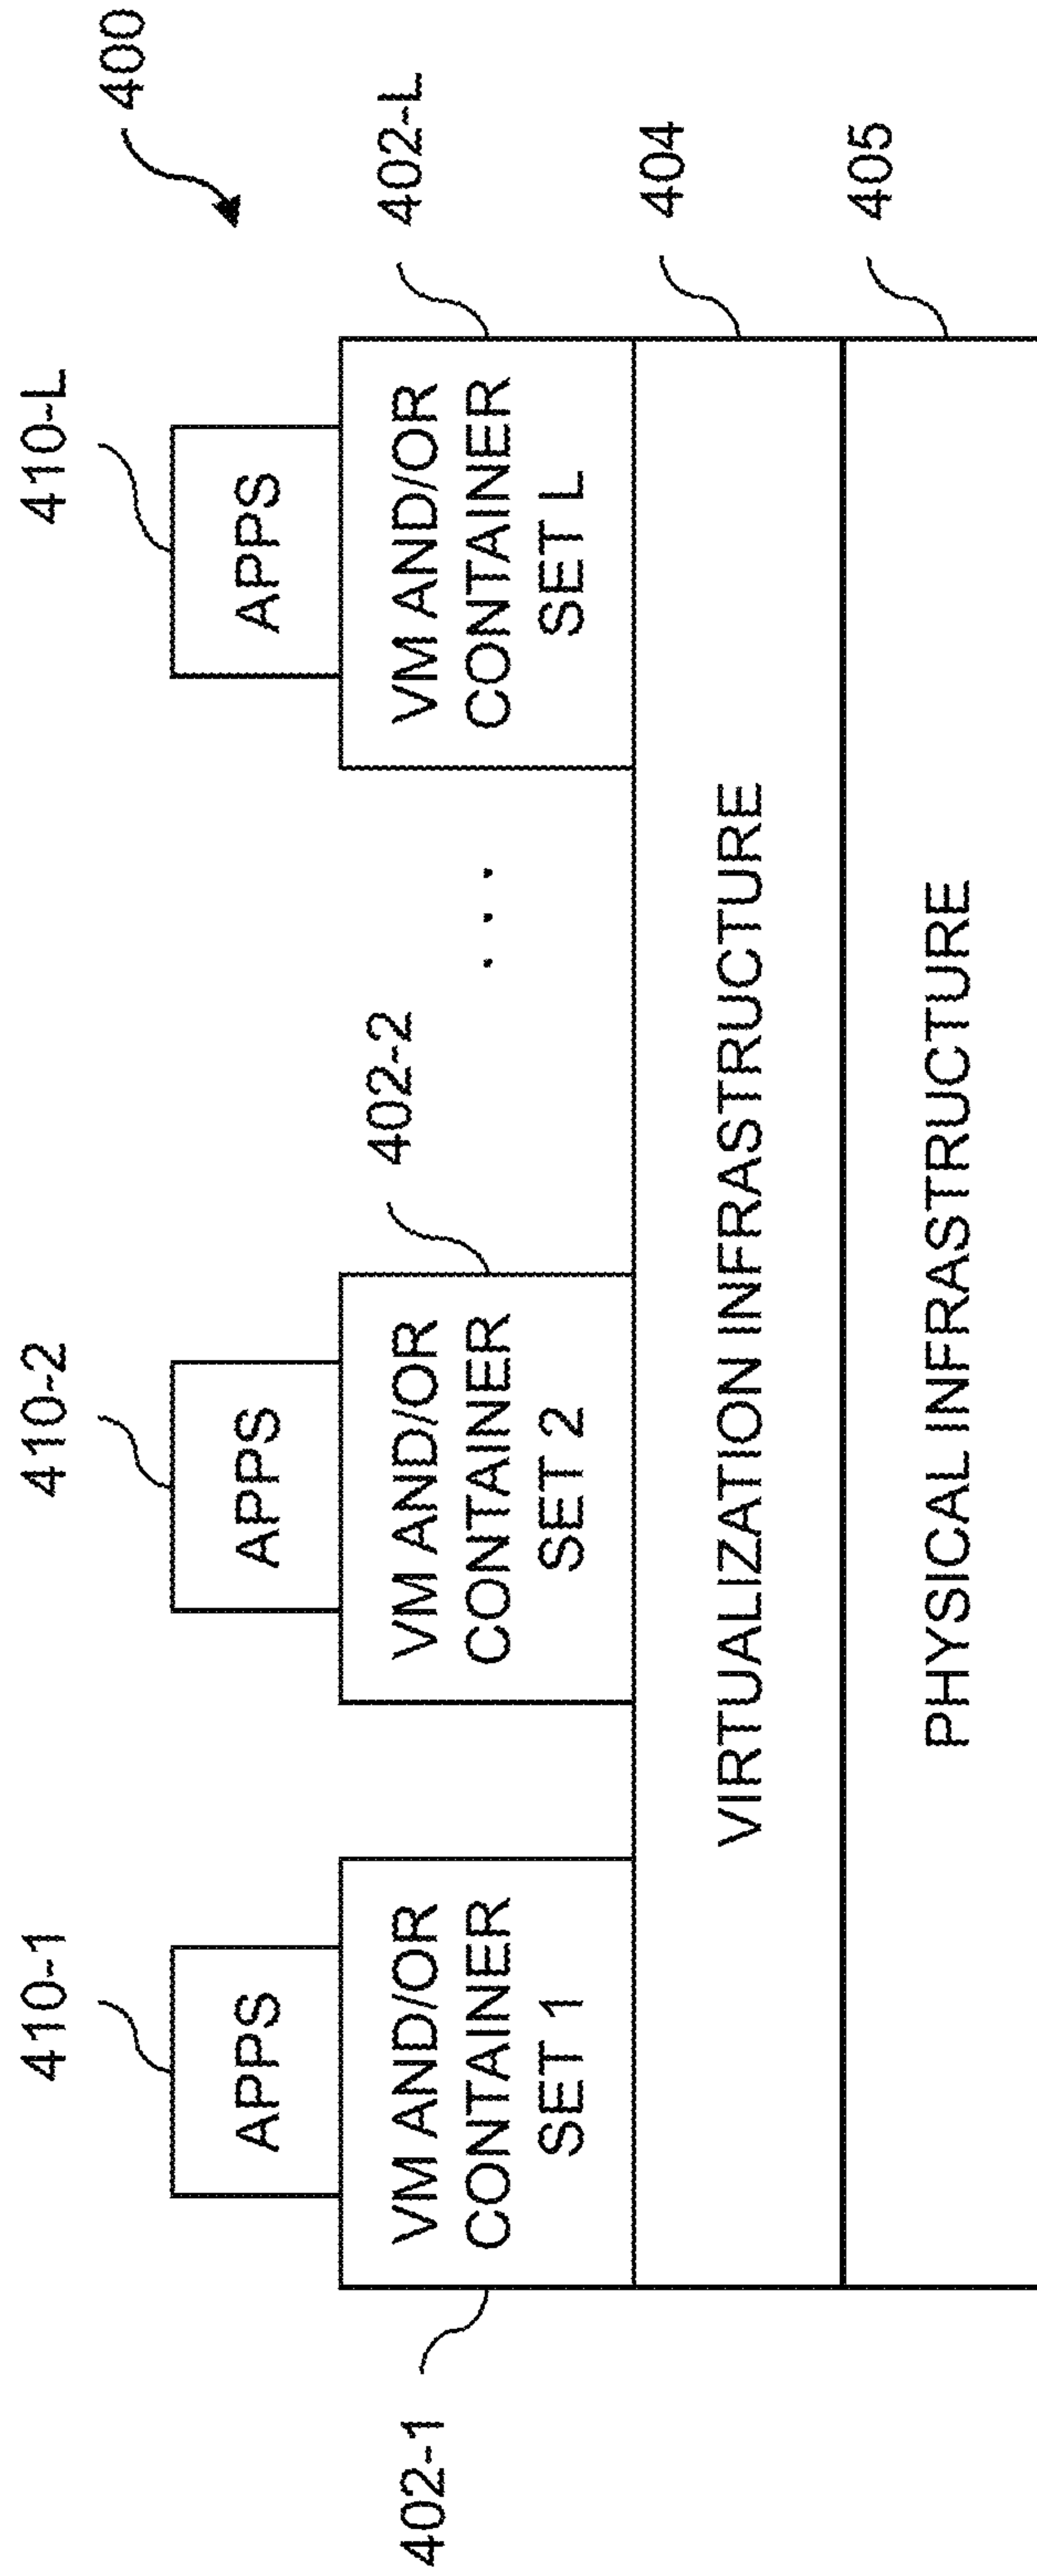 400
410-1
410-2
410-L
APPS
APPS
APPS
402-1
VM AND/OR
CONTAINER
SET 1
VM AND/OR
CONTAINER
SET 2
402-2
. . .
VM AND/OR
CONTAINER
SET L
402-L
VIRTUALIZATION INFRASTRUCTURE
404
PHYSICAL INFRASTRUCTURE
405